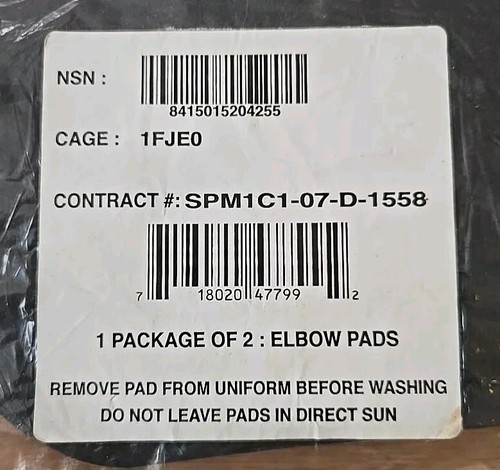 NSN :
8415015204255
CAGE : 1FJE0
CONTRACT #: SPM1C1-07-D-1558
7 18020 47799 2
1 PACKAGE OF 2 : ELBOW PADS
REMOVE PAD FROM UNIFORM BEFORE WASHING
DO NOT LEAVE PADS IN DIRECT SUN